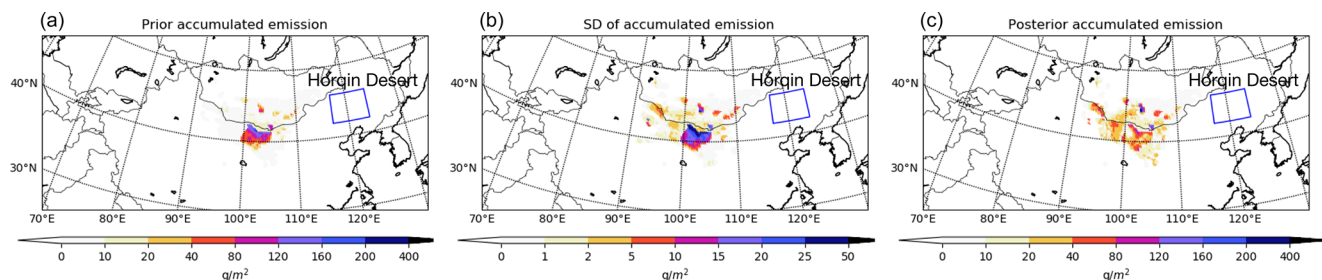 (a)
Prior accumulated emission
Horqin Desert
40°N
30°N
70°E 80°E 90°E 100°E 110°E 120°E
0 10 20 40 80 120 160 200 400
g/m²
(b)
SD of accumulated emission
Horqin Desert
40°N
30°N
70°E 80°E 90°E 100°E 110°E 120°E
0 1 2 5 10 15 20 25 50
g/m²
(c)
Posterior accumulated emission
Horqin Desert
40°N
30°N
70°E 80°E 90°E 100°E 110°E 120°E
0 10 20 40 80 120 160 200 400
g/m²